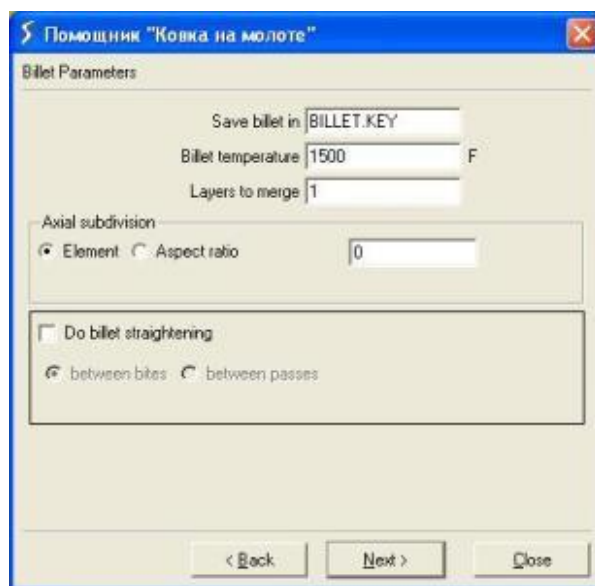 Помощник "Ковка на молоте"
Billet Parameters
Save billet in BILLET.KEY
Billet temperature 1500 F
Layers to merge 1
Axial subdivision
Element Aspect ratio 0
Do billet straightening
between bites between passes
< Back Next > Close